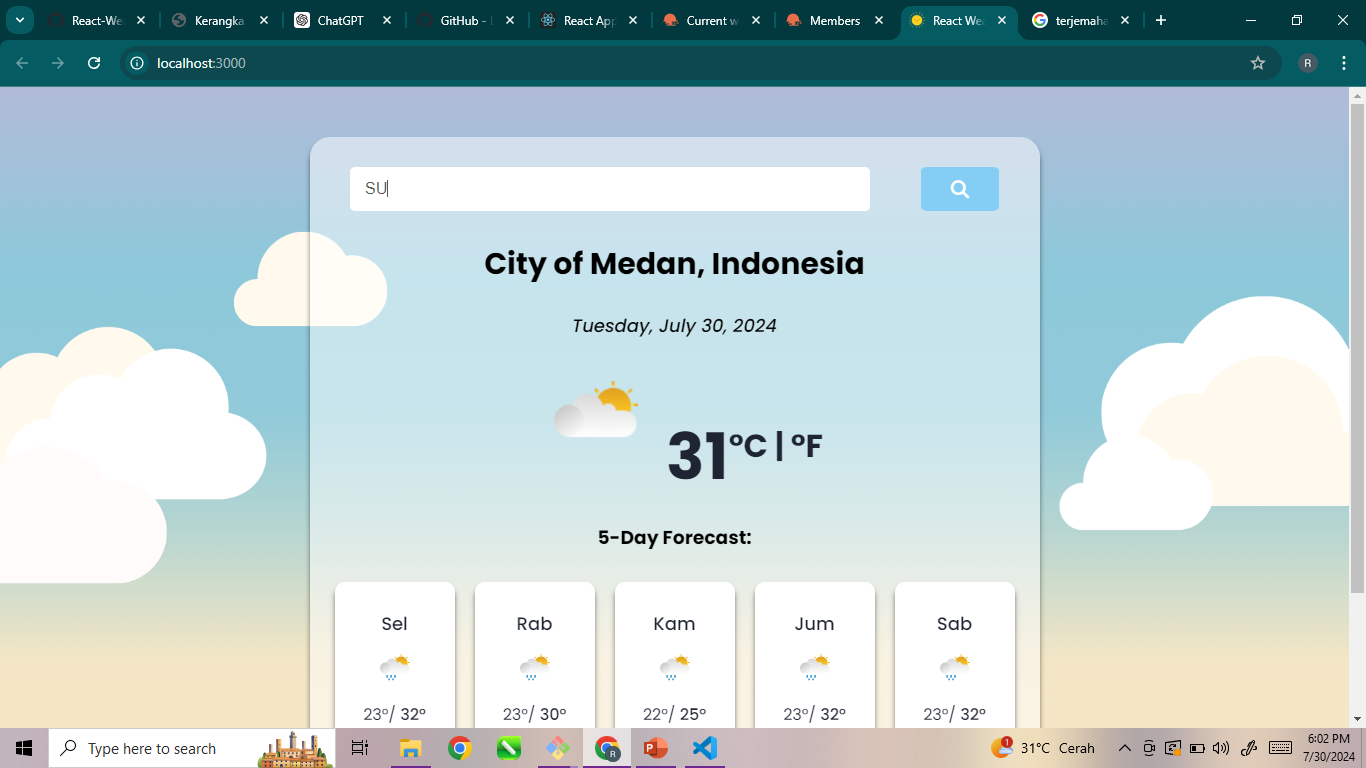 React-We
Kerangka
ChatGPT
GitHub -
React App
Current w
Members
React Wea
terjemaha
localhost:3000
R
SU
City of Medan, Indonesia
Tuesday, July 30, 2024
31°C | °F
5-Day Forecast:
Sel Rab Kam Jum Sab
23°/ 32° 23°/ 30° 22°/ 25° 23°/ 32° 23°/ 32°
Type here to search
1
31°C Cerah
6:02 PM
7/30/2024